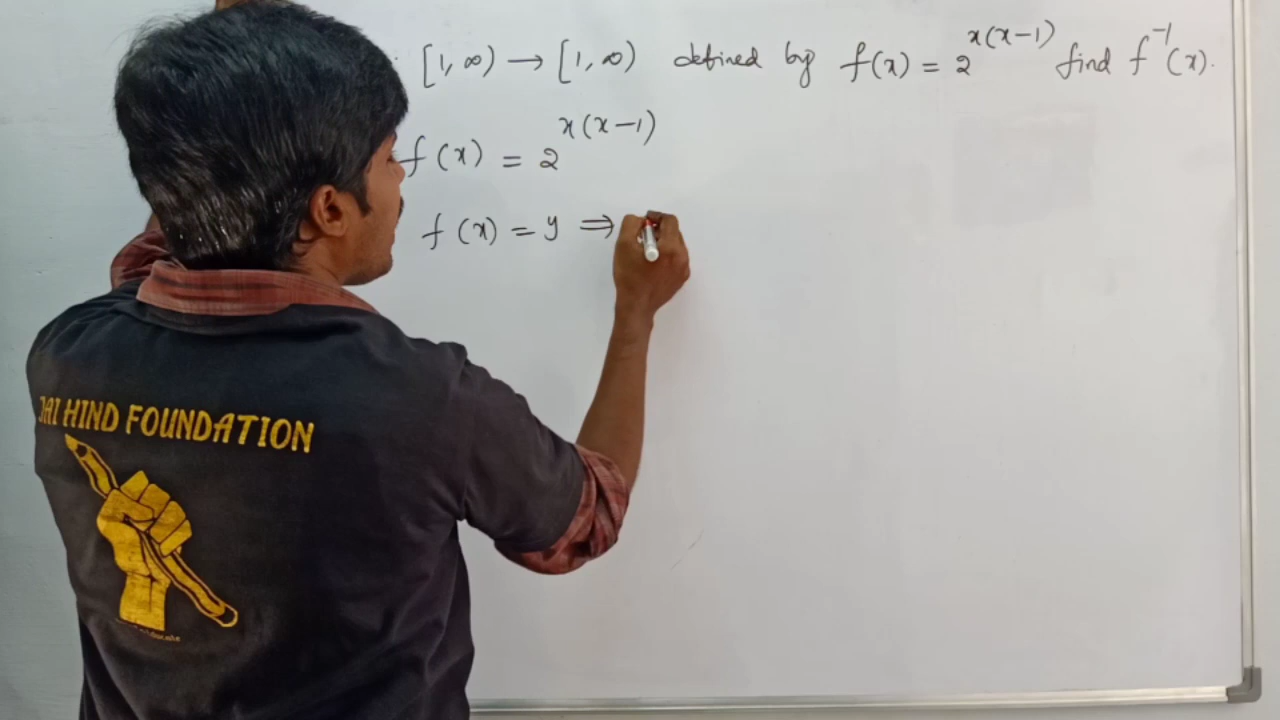 [1, ∞) → [1, ∞) defined by f(x) = 2^{x(x-1)} find f^{-1}(x).
f(x) = 2^{x(x-1)}
f(x) = y ⇒
JAI HIND FOUNDATION